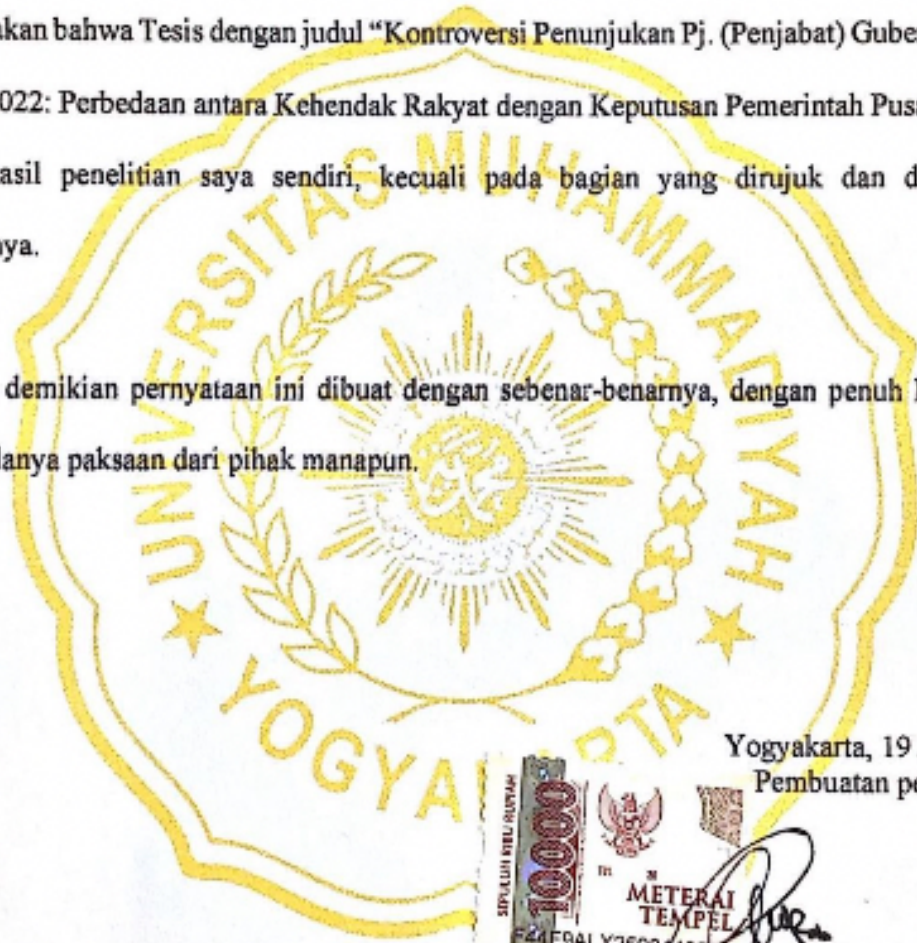 akan bahwa Tesis dengan judul “Kontroversi Penunjukan Pj. (Penjabat) Gube
022: Perbedaan antara Kehendak Rakyat dengan Keputusan Pemerintah Pus
asil penelitian saya sendiri, kecuali pada bagian yang dirujuk dan d
nya.
demikian pernyataan ini dibuat dengan sebenar-benarnya, dengan penuh
danya paksaan dari pihak manapun.
UNIVERSITAS MUHAMMADIYAH
YOGYA RTA
Yogyakarta, 19
Pembuatan pe
SEPULUH RIBU RUPIAH
10000
METERAI
TEMPEL